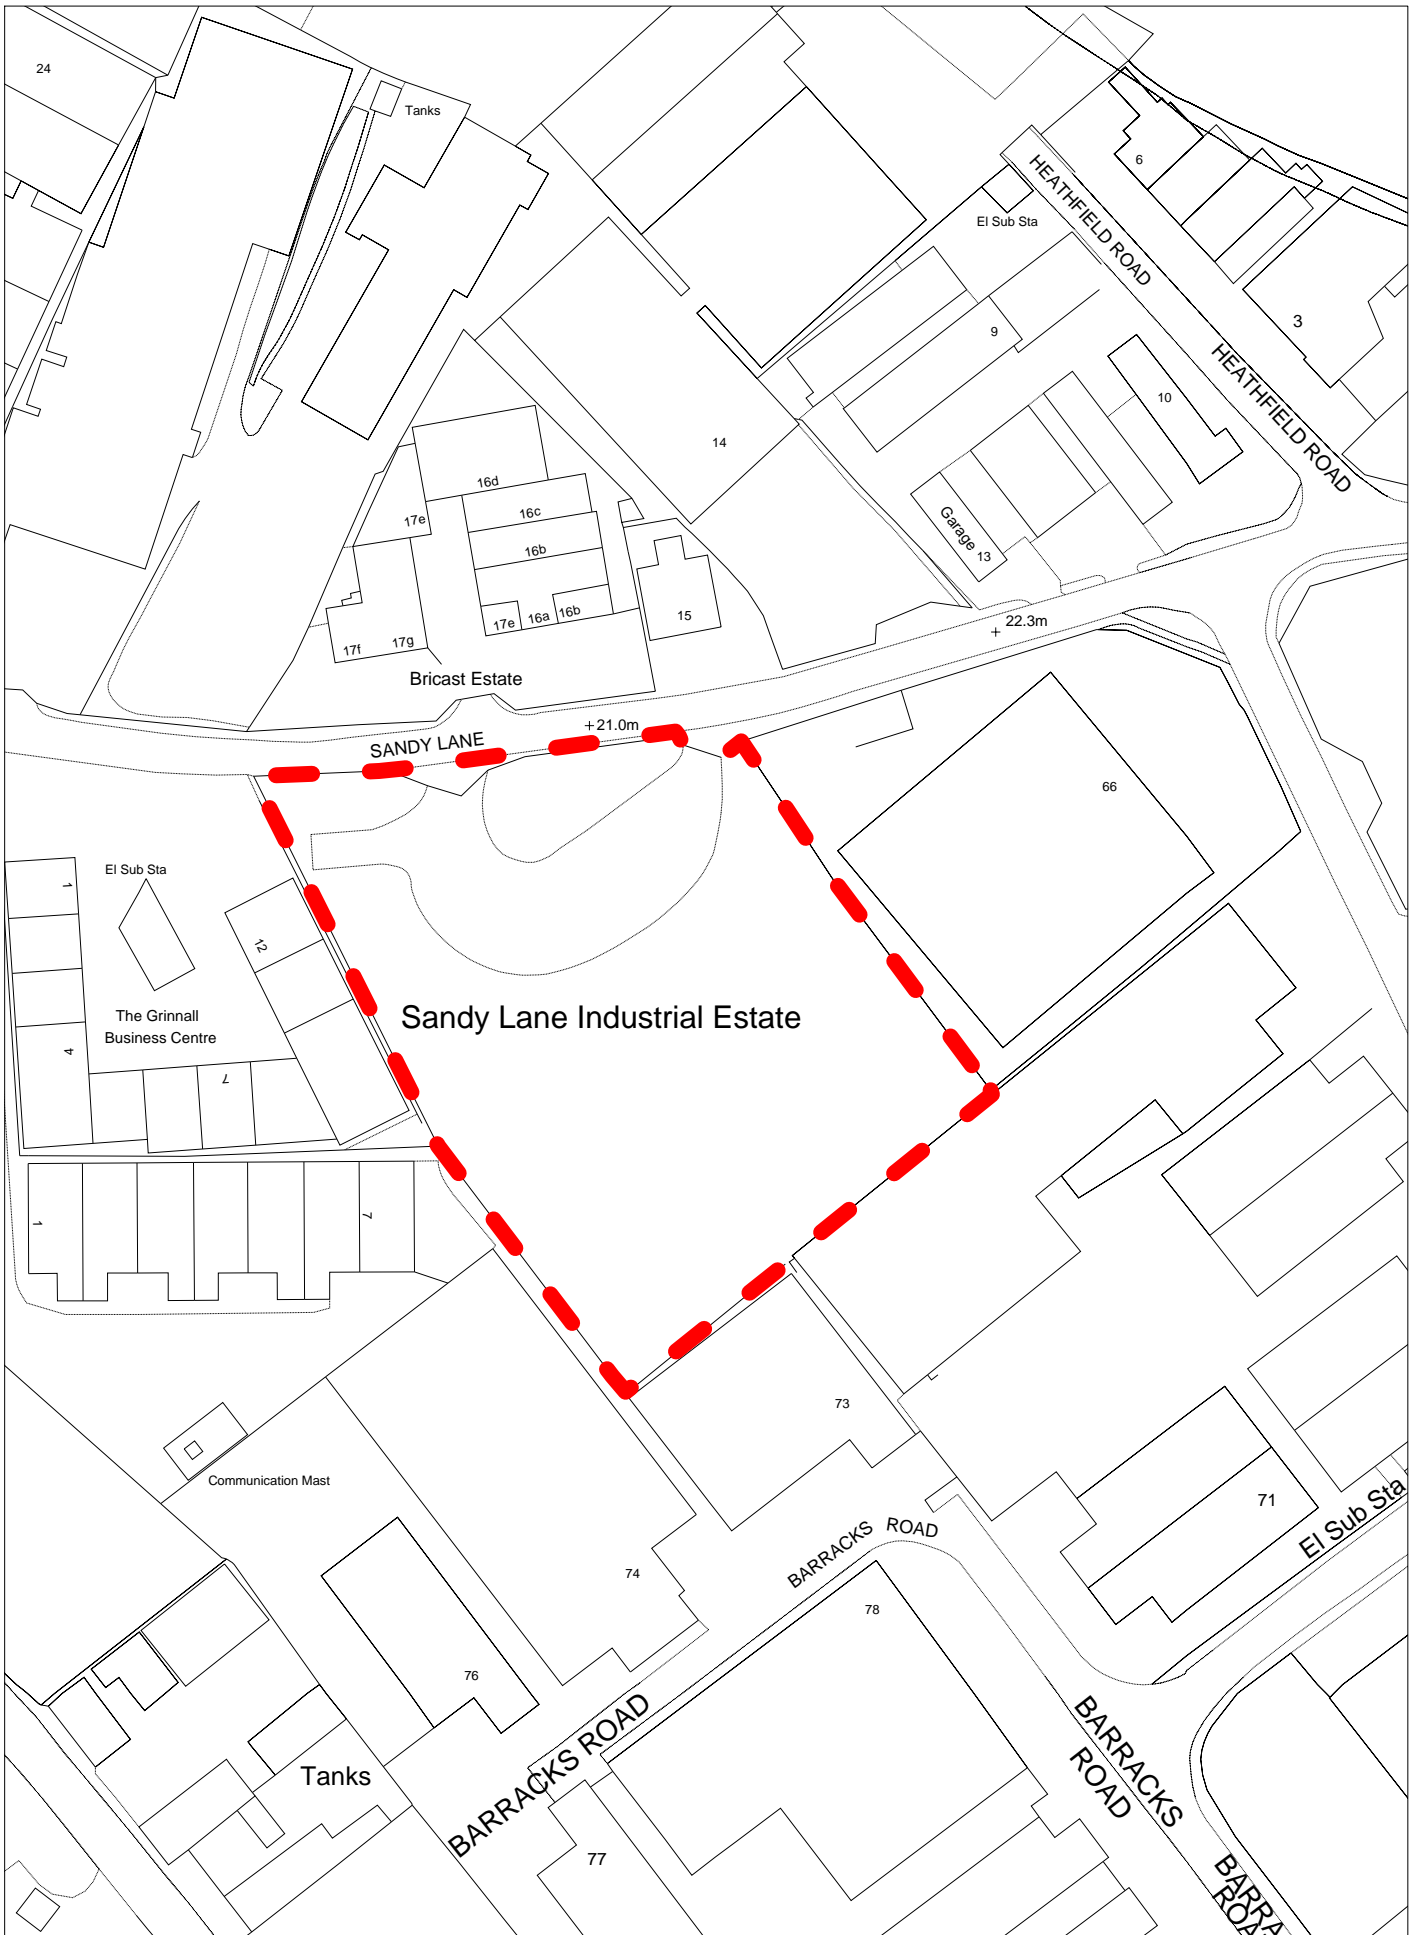 24
Tanks
6
HEATHFIELD ROAD
El Sub Sta
3
9
HEATHFIELD ROAD
10
14
16d
17e
16c
Garage
13
16b
17e
16a
16b
15
22.3m
17f
17g
Bricast Estate
+21.0m
SANDY LANE
66
El Sub Sta
1
12
The Grinnall
Business Centre
Sandy Lane Industrial Estate
4
7
1
7
73
Communication Mast
71
El Sub Sta
BARRACKS ROAD
74
78
76
BARRACKS ROAD
BARRACKS
ROAD
Tanks
77
BARRA
ROA